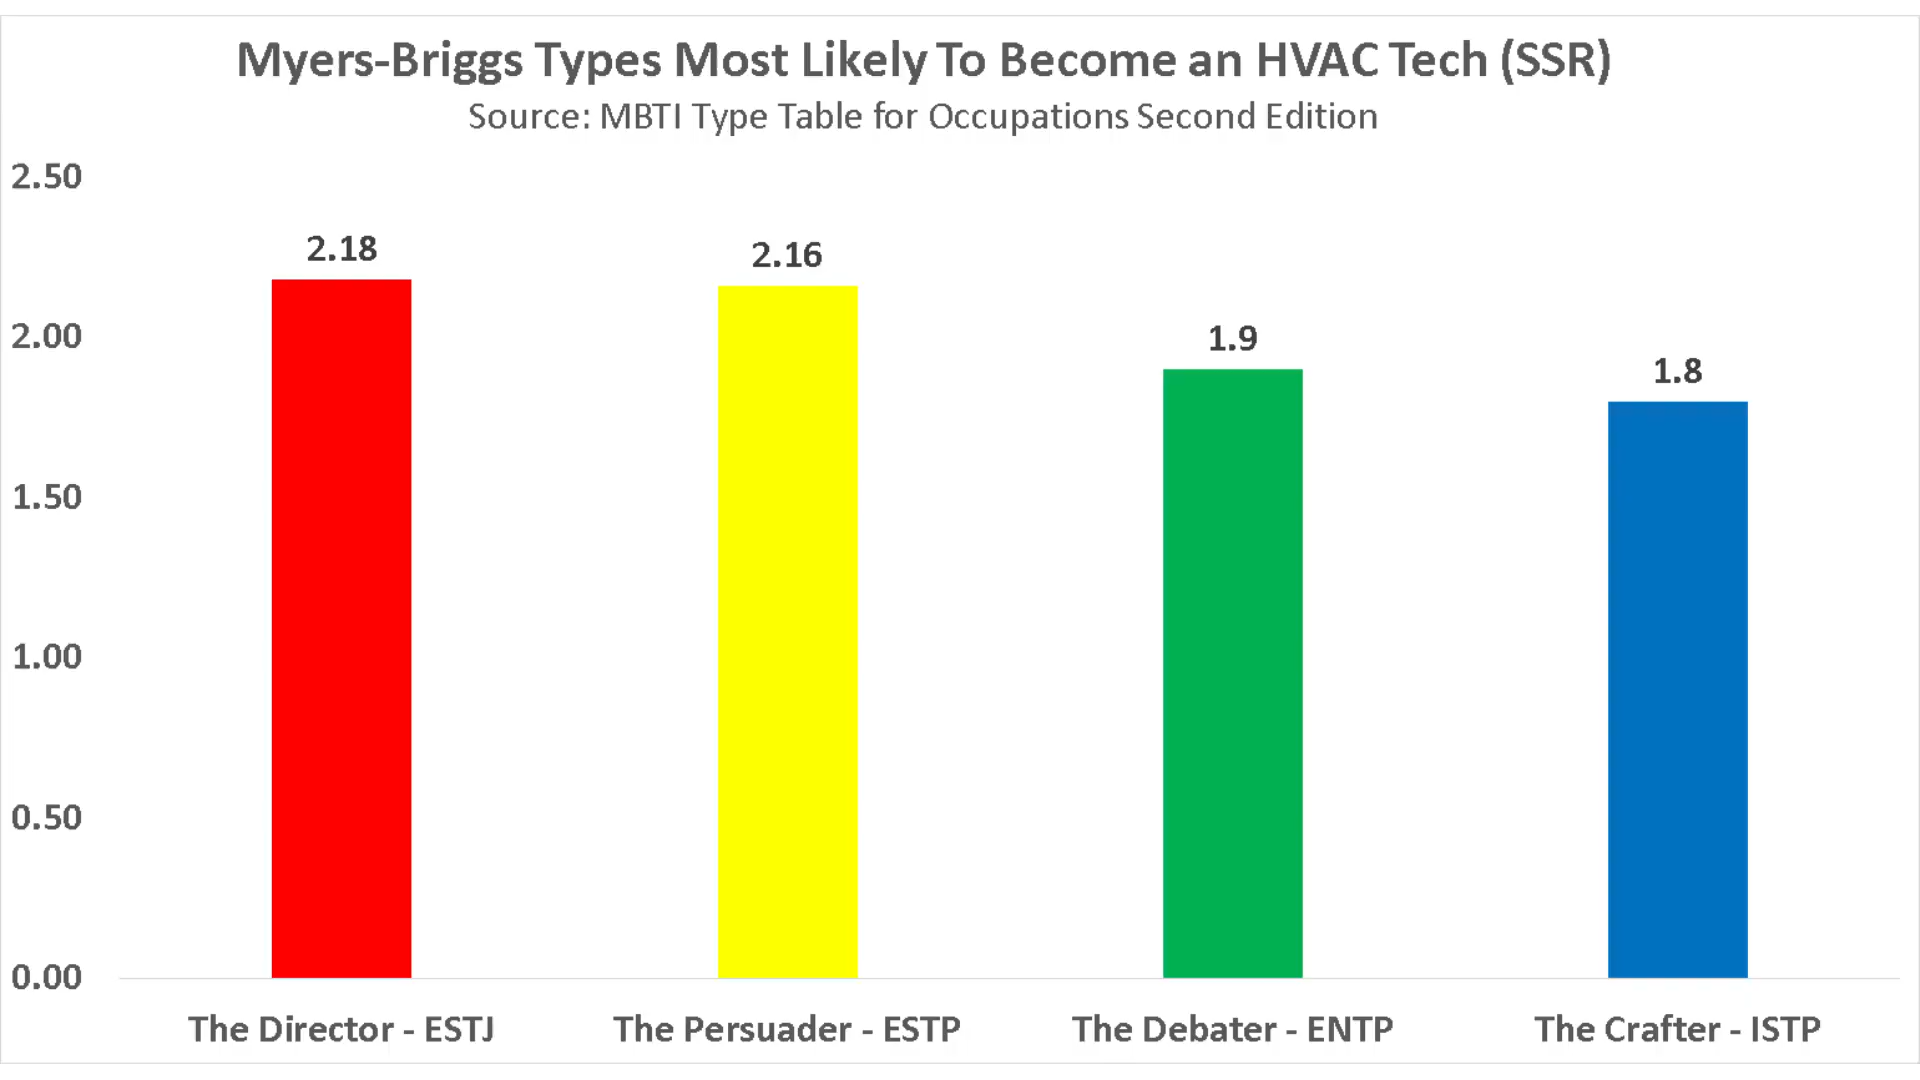 Myers-Briggs Types Most Likely To Become an HVAC Tech (SSR)
Source: MBTI Type Table for Occupations Second Edition
2.50
2.00
1.50
1.00
0.50
0.00
2.18
2.16
1.9
1.8
The Director - ESTJ
The Persuader - ESTP
The Debater - ENTP
The Crafter - ISTP